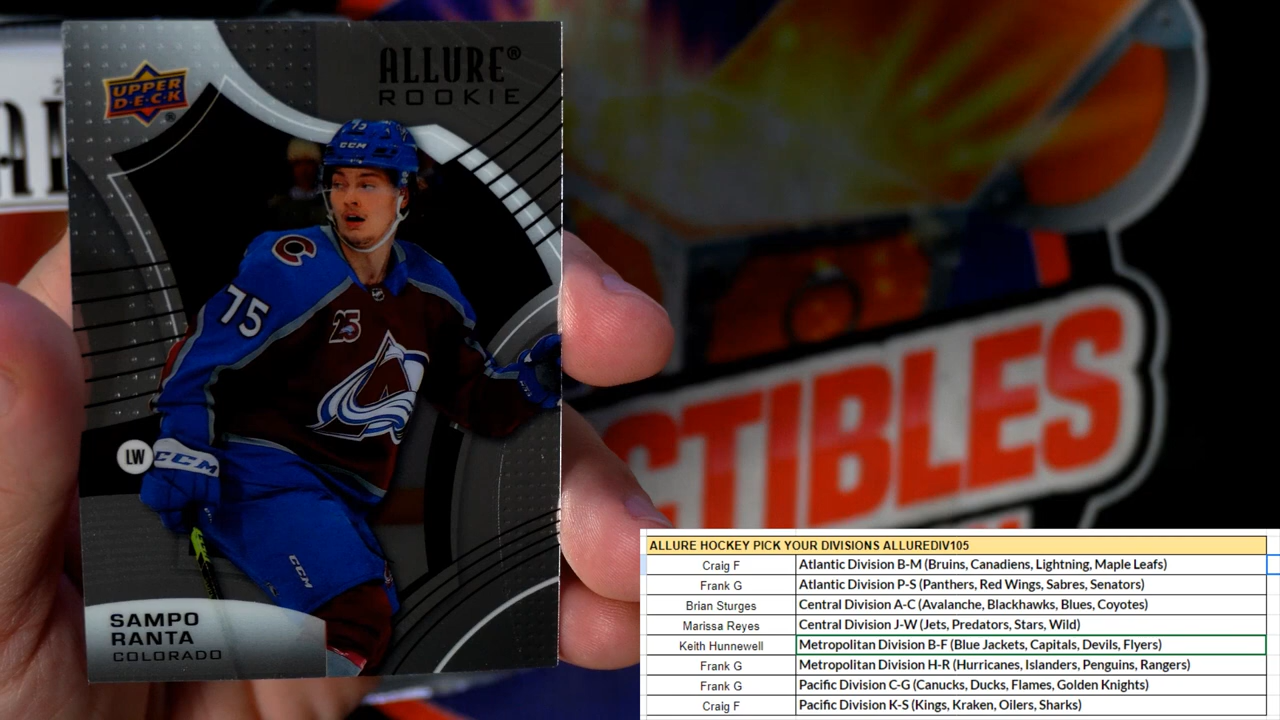 UPPER
D·E·C·K®
ALLURE®
ROOKIE
75
CCM
75
25
LW
CCM
CCM
SAMPO
RANTA
COLORADO
CTIBLES
ALLURE HOCKEY PICK YOUR DIVISIONS ALLUREDIV105
Craig F Atlantic Division B-M (Bruins, Canadiens, Lightning, Maple Leafs)
Frank G Atlantic Division P-S (Panthers, Red Wings, Sabres, Senators)
Brian Sturges Central Division A-C (Avalanche, Blackhawks, Blues, Coyotes)
Marissa Reyes Central Division J-W (Jets, Predators, Stars, Wild)
Keith Hunnewell Metropolitan Division B-F (Blue Jackets, Capitals, Devils, Flyers)
Frank G Metropolitan Division H-R (Hurricanes, Islanders, Penguins, Rangers)
Frank G Pacific Division C-G (Canucks, Ducks, Flames, Golden Knights)
Craig F Pacific Division K-S (Kings, Kraken, Oilers, Sharks)